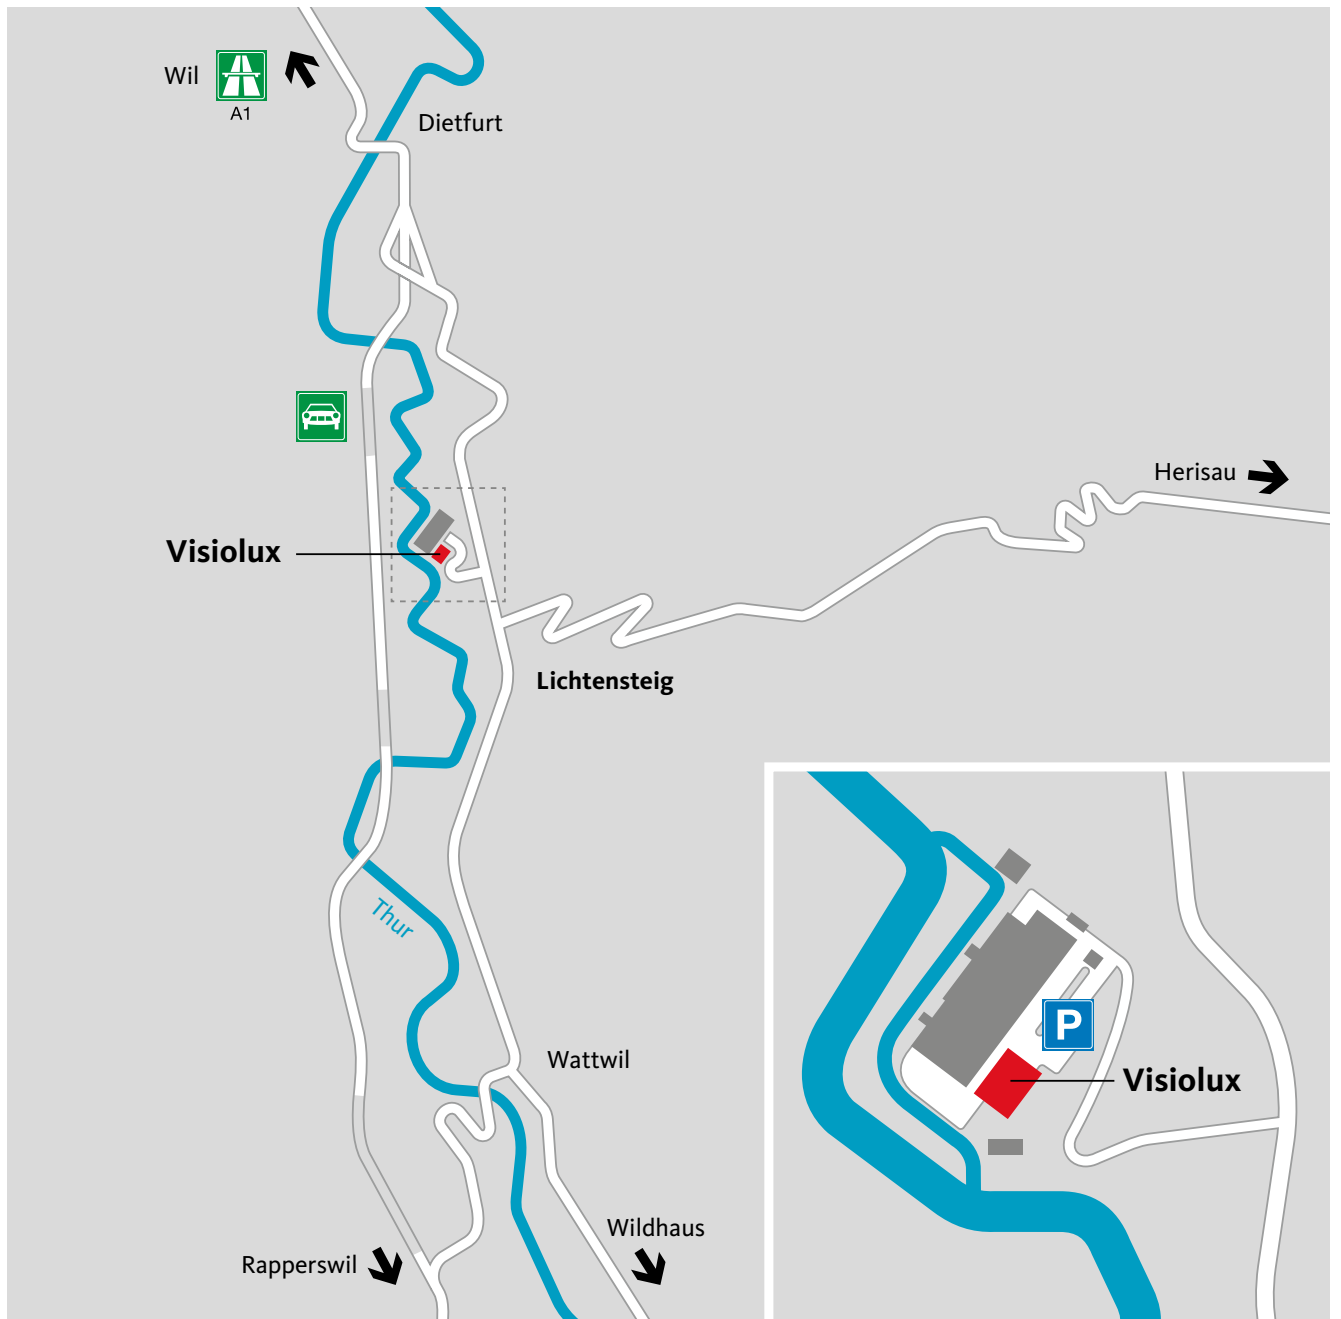 Wil
A1
Dietfurt
Herisau
Visiolux
Lichtensteig
Thur
P
Wattwil
Visiolux
Wildhaus
Rapperswil